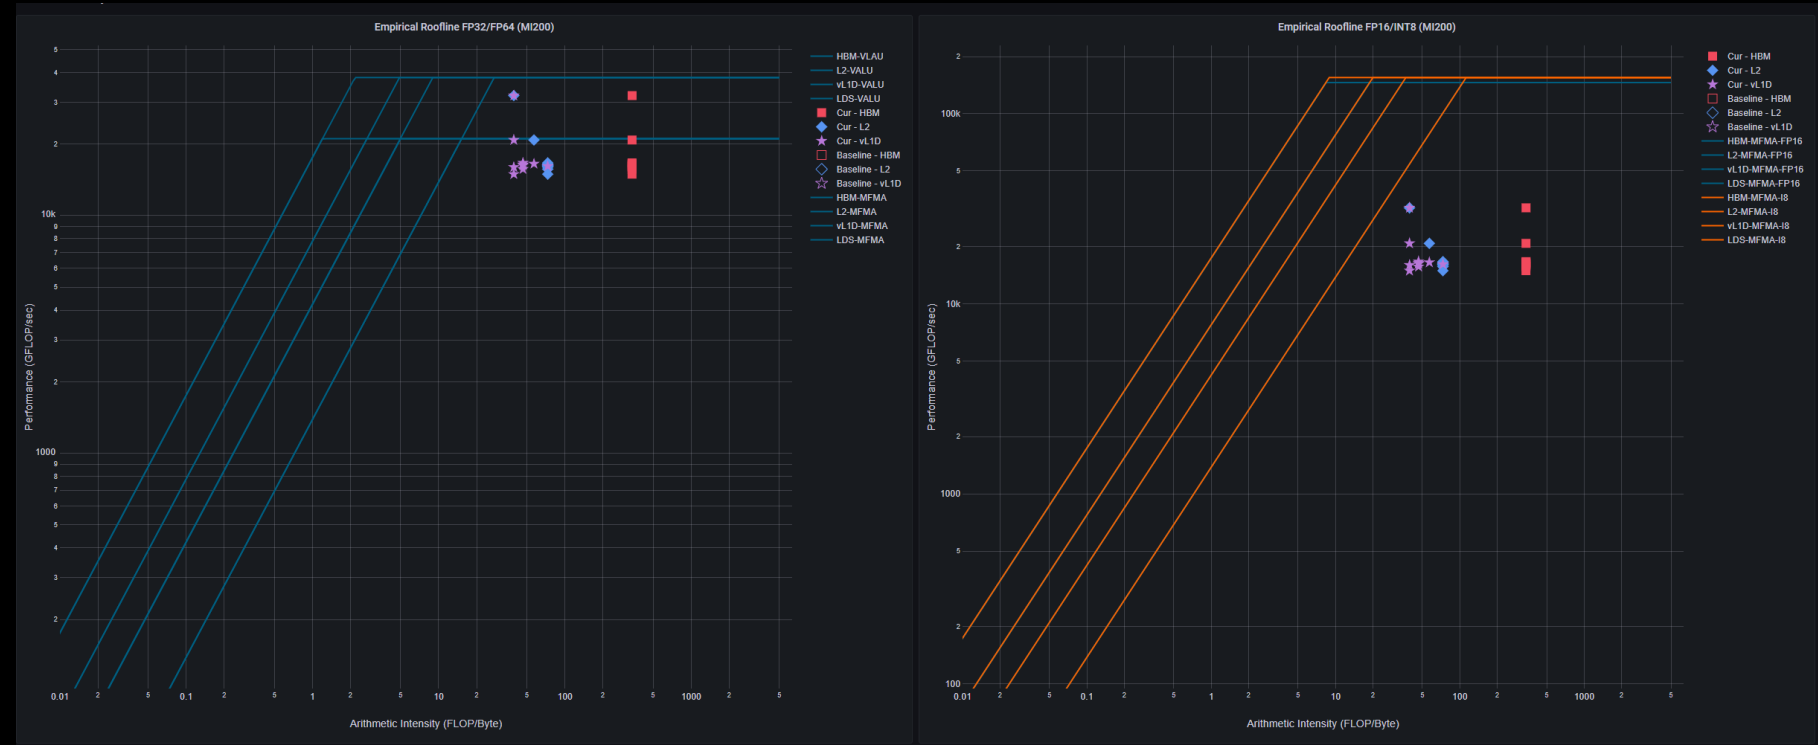 Empirical Roofline FP32/FP64 (MI200)
5
4
3
2
10k
9
8
7
6
5
4
3
2
1000
9
8
7
6
5
4
3
2
Performance (GFLOP/sec)
0.01 2 5 0.1 2 5 1 2 5 10 2 5 100 2 5 1000 2 5
Arithmetic Intensity (FLOP/Byte)
HBM-VLAU
L2-VALU
vL1D-VALU
LDS-VALU
Cur - HBM
Cur - L2
Cur - vL1D
Baseline - HBM
Baseline - L2
Baseline - vL1D
HBM-MFMA
L2-MFMA
vL1D-MFMA
LDS-MFMA
Empirical Roofline FP16/INT8 (MI200)
2
100k
5
2
10k
5
2
1000
5
2
100
Performance (GFLOP/sec)
0.01 2 5 0.1 2 5 1 2 5 10 2 5 100 2 5 1000 2 5
Arithmetic Intensity (FLOP/Byte)
Cur - HBM
Cur - L2
Cur - vL1D
Baseline - HBM
Baseline - L2
Baseline - vL1D
HBM-MFMA-FP16
L2-MFMA-FP16
vL1D-MFMA-FP16
LDS-MFMA-FP16
HBM-MFMA-I8
L2-MFMA-I8
vL1D-MFMA-I8
LDS-MFMA-I8